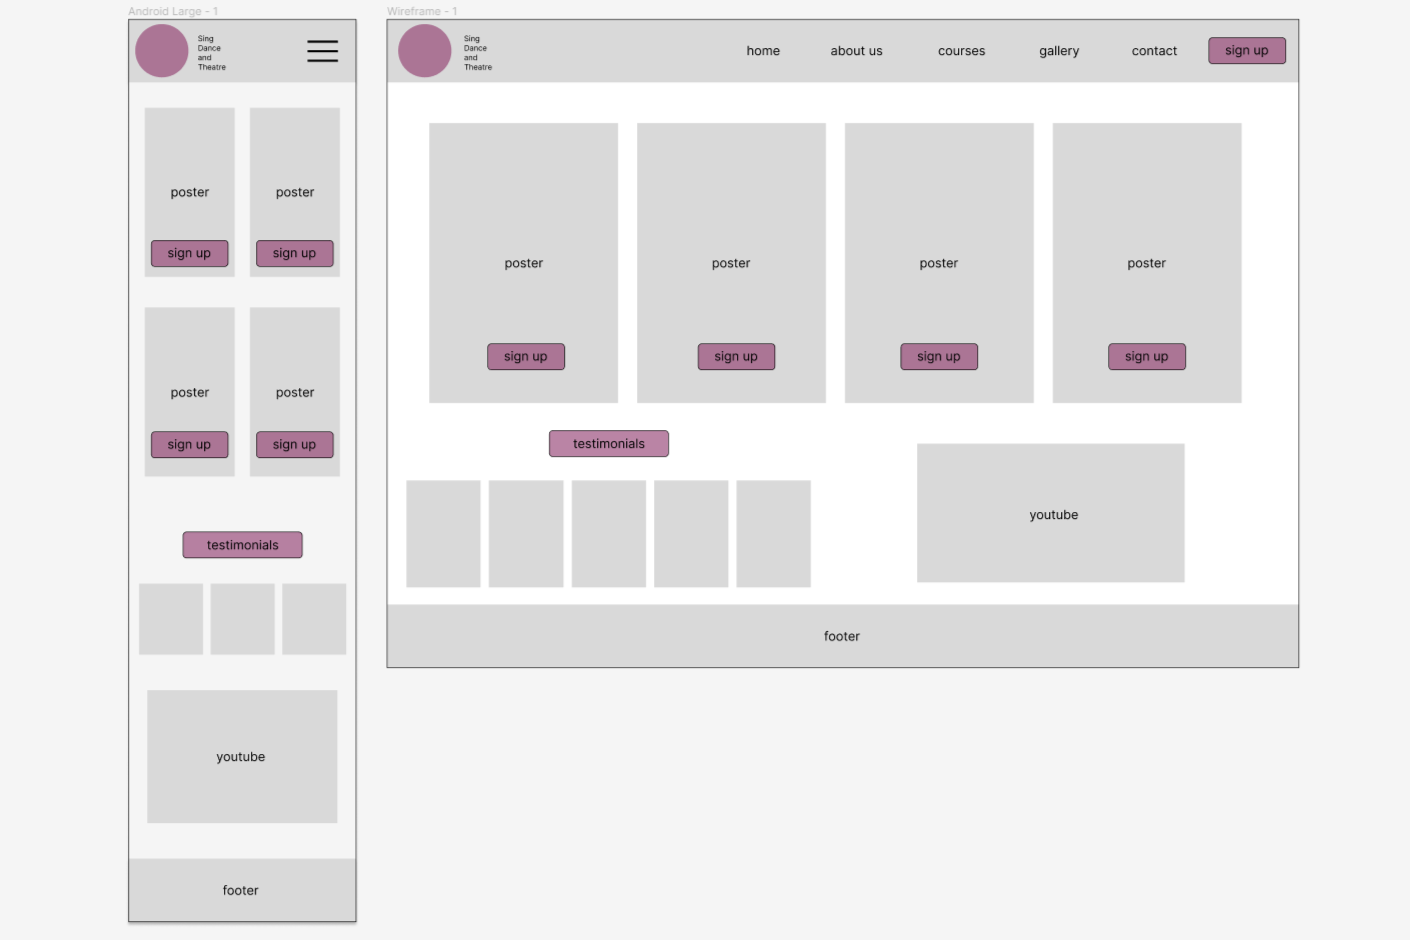 Android Large - 1
Sing
Dance
and
Theatre
poster poster
sign up sign up
poster poster
sign up sign up
testimonials
youtube
footer
Wireframe - 1
Sing
Dance
and
Theatre
home about us courses gallery contact sign up
poster poster poster poster
sign up sign up sign up sign up
testimonials
youtube
footer